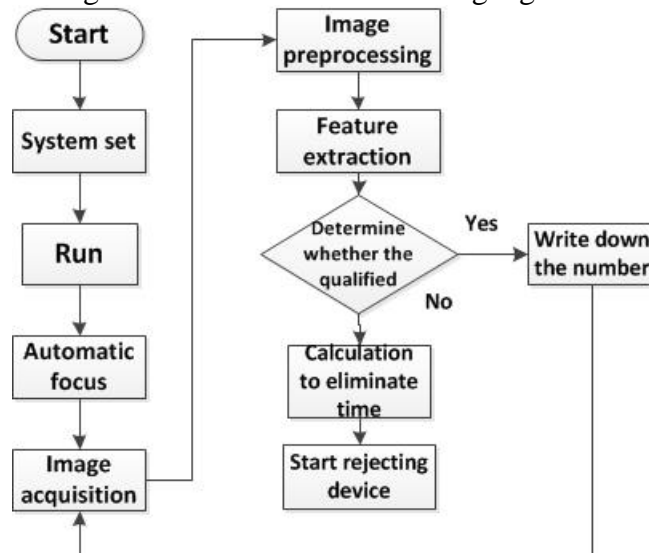 Start
System set
Run
Automatic
focus
Image
acquisition
Image
preprocessing
Feature
extraction
Determine
whether the
qualified
Yes
No
Write down
the number
Calculation
to eliminate
time
Start rejecting
device